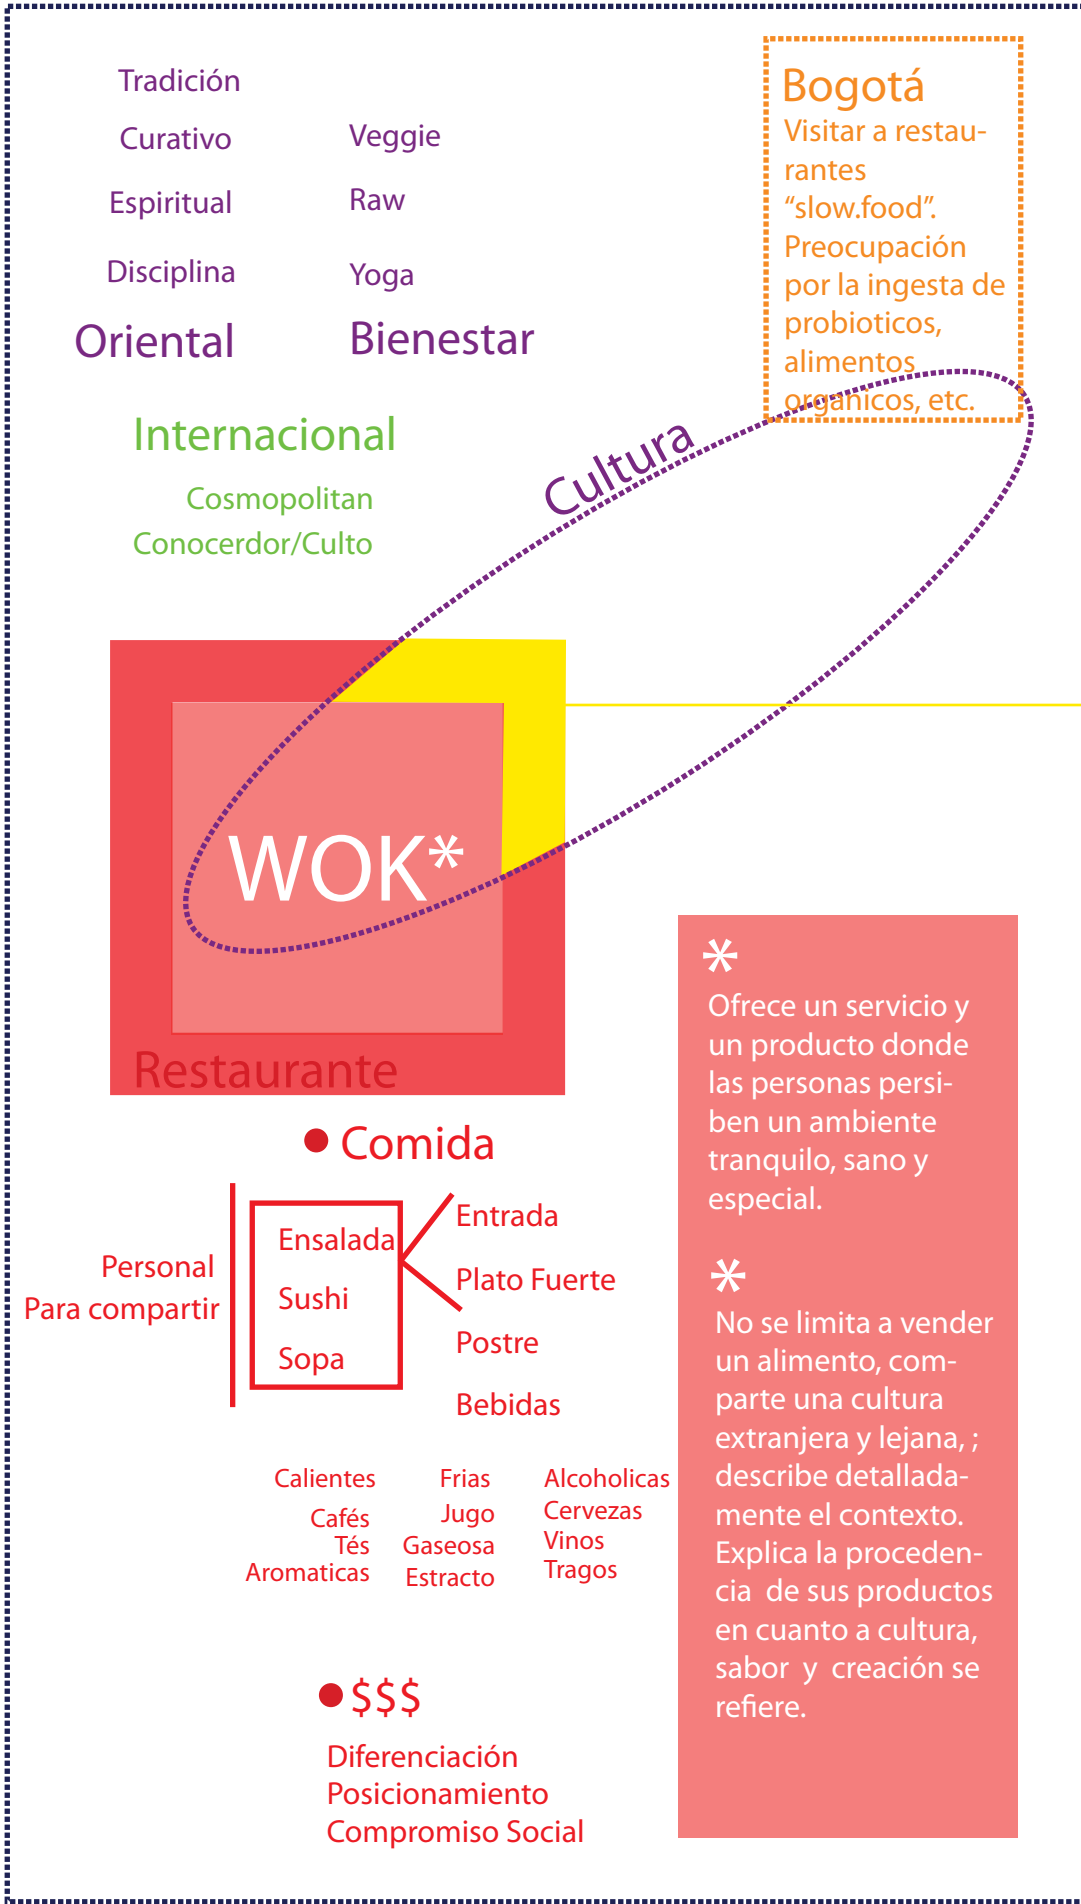 Tradición
Curativo
Espiritual
Disciplina
Oriental
Veggie
Raw
Yoga
Bienestar
Bogotá
Visitar a restau-
rantes
“slow.food”.
Preocupación
por la ingesta de
probioticos,
alimentos
organicos, etc.
Internacional
Cosmopolitan
Conocerdor/Culto
Cultura
WOK*
Restaurante
*
Ofrece un servicio y
un producto donde
las personas persi-
ben un ambiente
tranquilo, sano y
especial.
*
No se limita a vender
un alimento, com-
parte una cultura
extranjera y lejana, ;
describe detallada-
mente el contexto.
Explica la proceden-
cia  de sus productos
en cuanto a cultura,
sabor  y  creación se
refiere.
Comida
Personal
Para compartir
Ensalada
Sushi
Sopa
Entrada
Plato Fuerte
Postre
Bebidas
Calientes
Cafés
Tés
Aromaticas
Frias
Jugo
Gaseosa
Estracto
Alcoholicas
Cervezas
Vinos
Tragos
$$$
Diferenciación
Posicionamiento
Compromiso Social